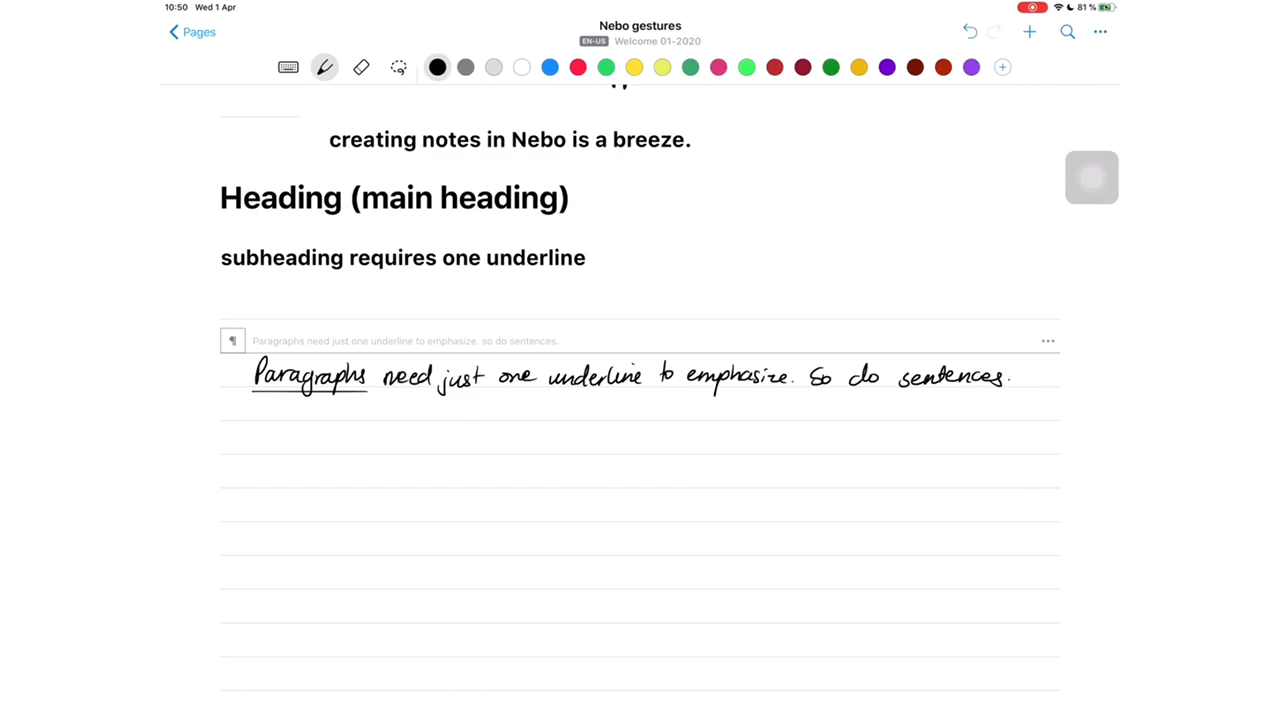 10:50 Wed 1 Apr
81%
Pages
Nebo gestures
EN-US Welcome 01-2020
creating notes in Nebo is a breeze.
Heading (main heading)
subheading requires one underline
¶ Paragraphs need just one underline to emphasize. so do sentences.
Paragraphs need just one underline to emphasize. So do sentences.